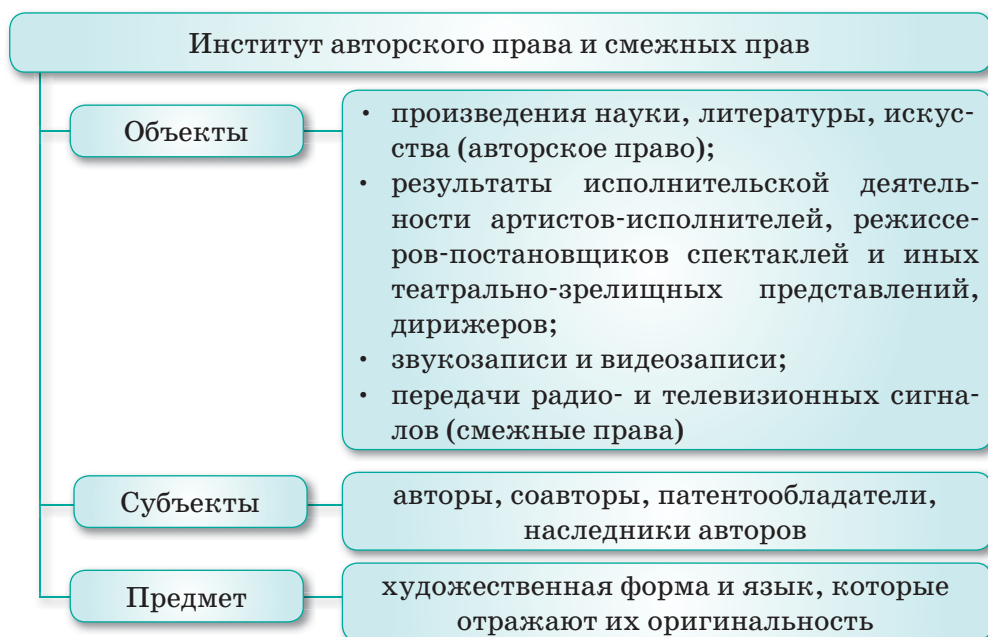 Институт авторского права и смежных прав
Объекты
• произведения науки, литературы, искус-
ства (авторское право);
• результаты исполнительской деятель-
ности артистов-исполнителей, режиссе-
ров-постановщиков спектаклей и иных
театрально-зрелищных представлений,
дирижеров;
• звукозаписи и видеозаписи;
• передачи радио- и телевизионных сигна-
лов (смежные права)
Субъекты
авторы, соавторы, патентообладатели,
наследники авторов
Предмет
художественная форма и язык, которые
отражают их оригинальность